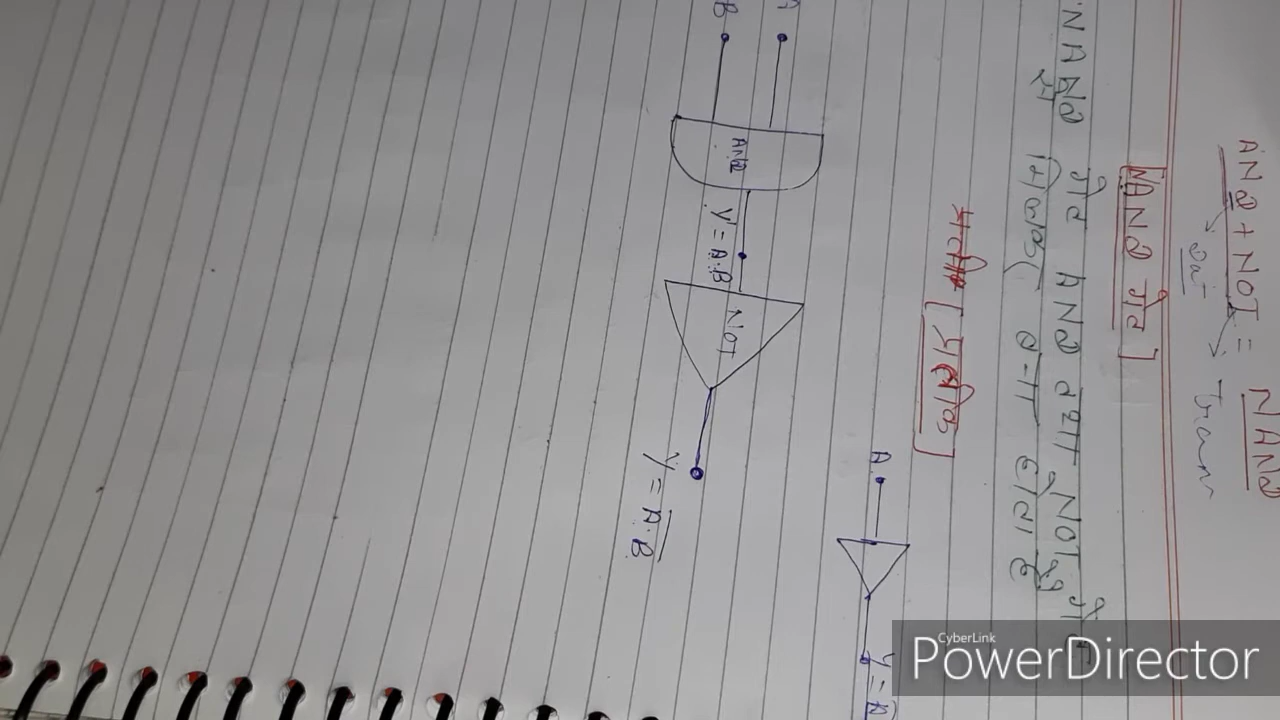 AND + NOT = NAND
[NAND गेट]
NAND गेट AND तथा NOT गेट
से मिलकर बना होता है
[प्रतीक]
A
Y = A
A
B
AND
Y = A.B
NOT
Y = A.B
CyberLink
PowerDirector